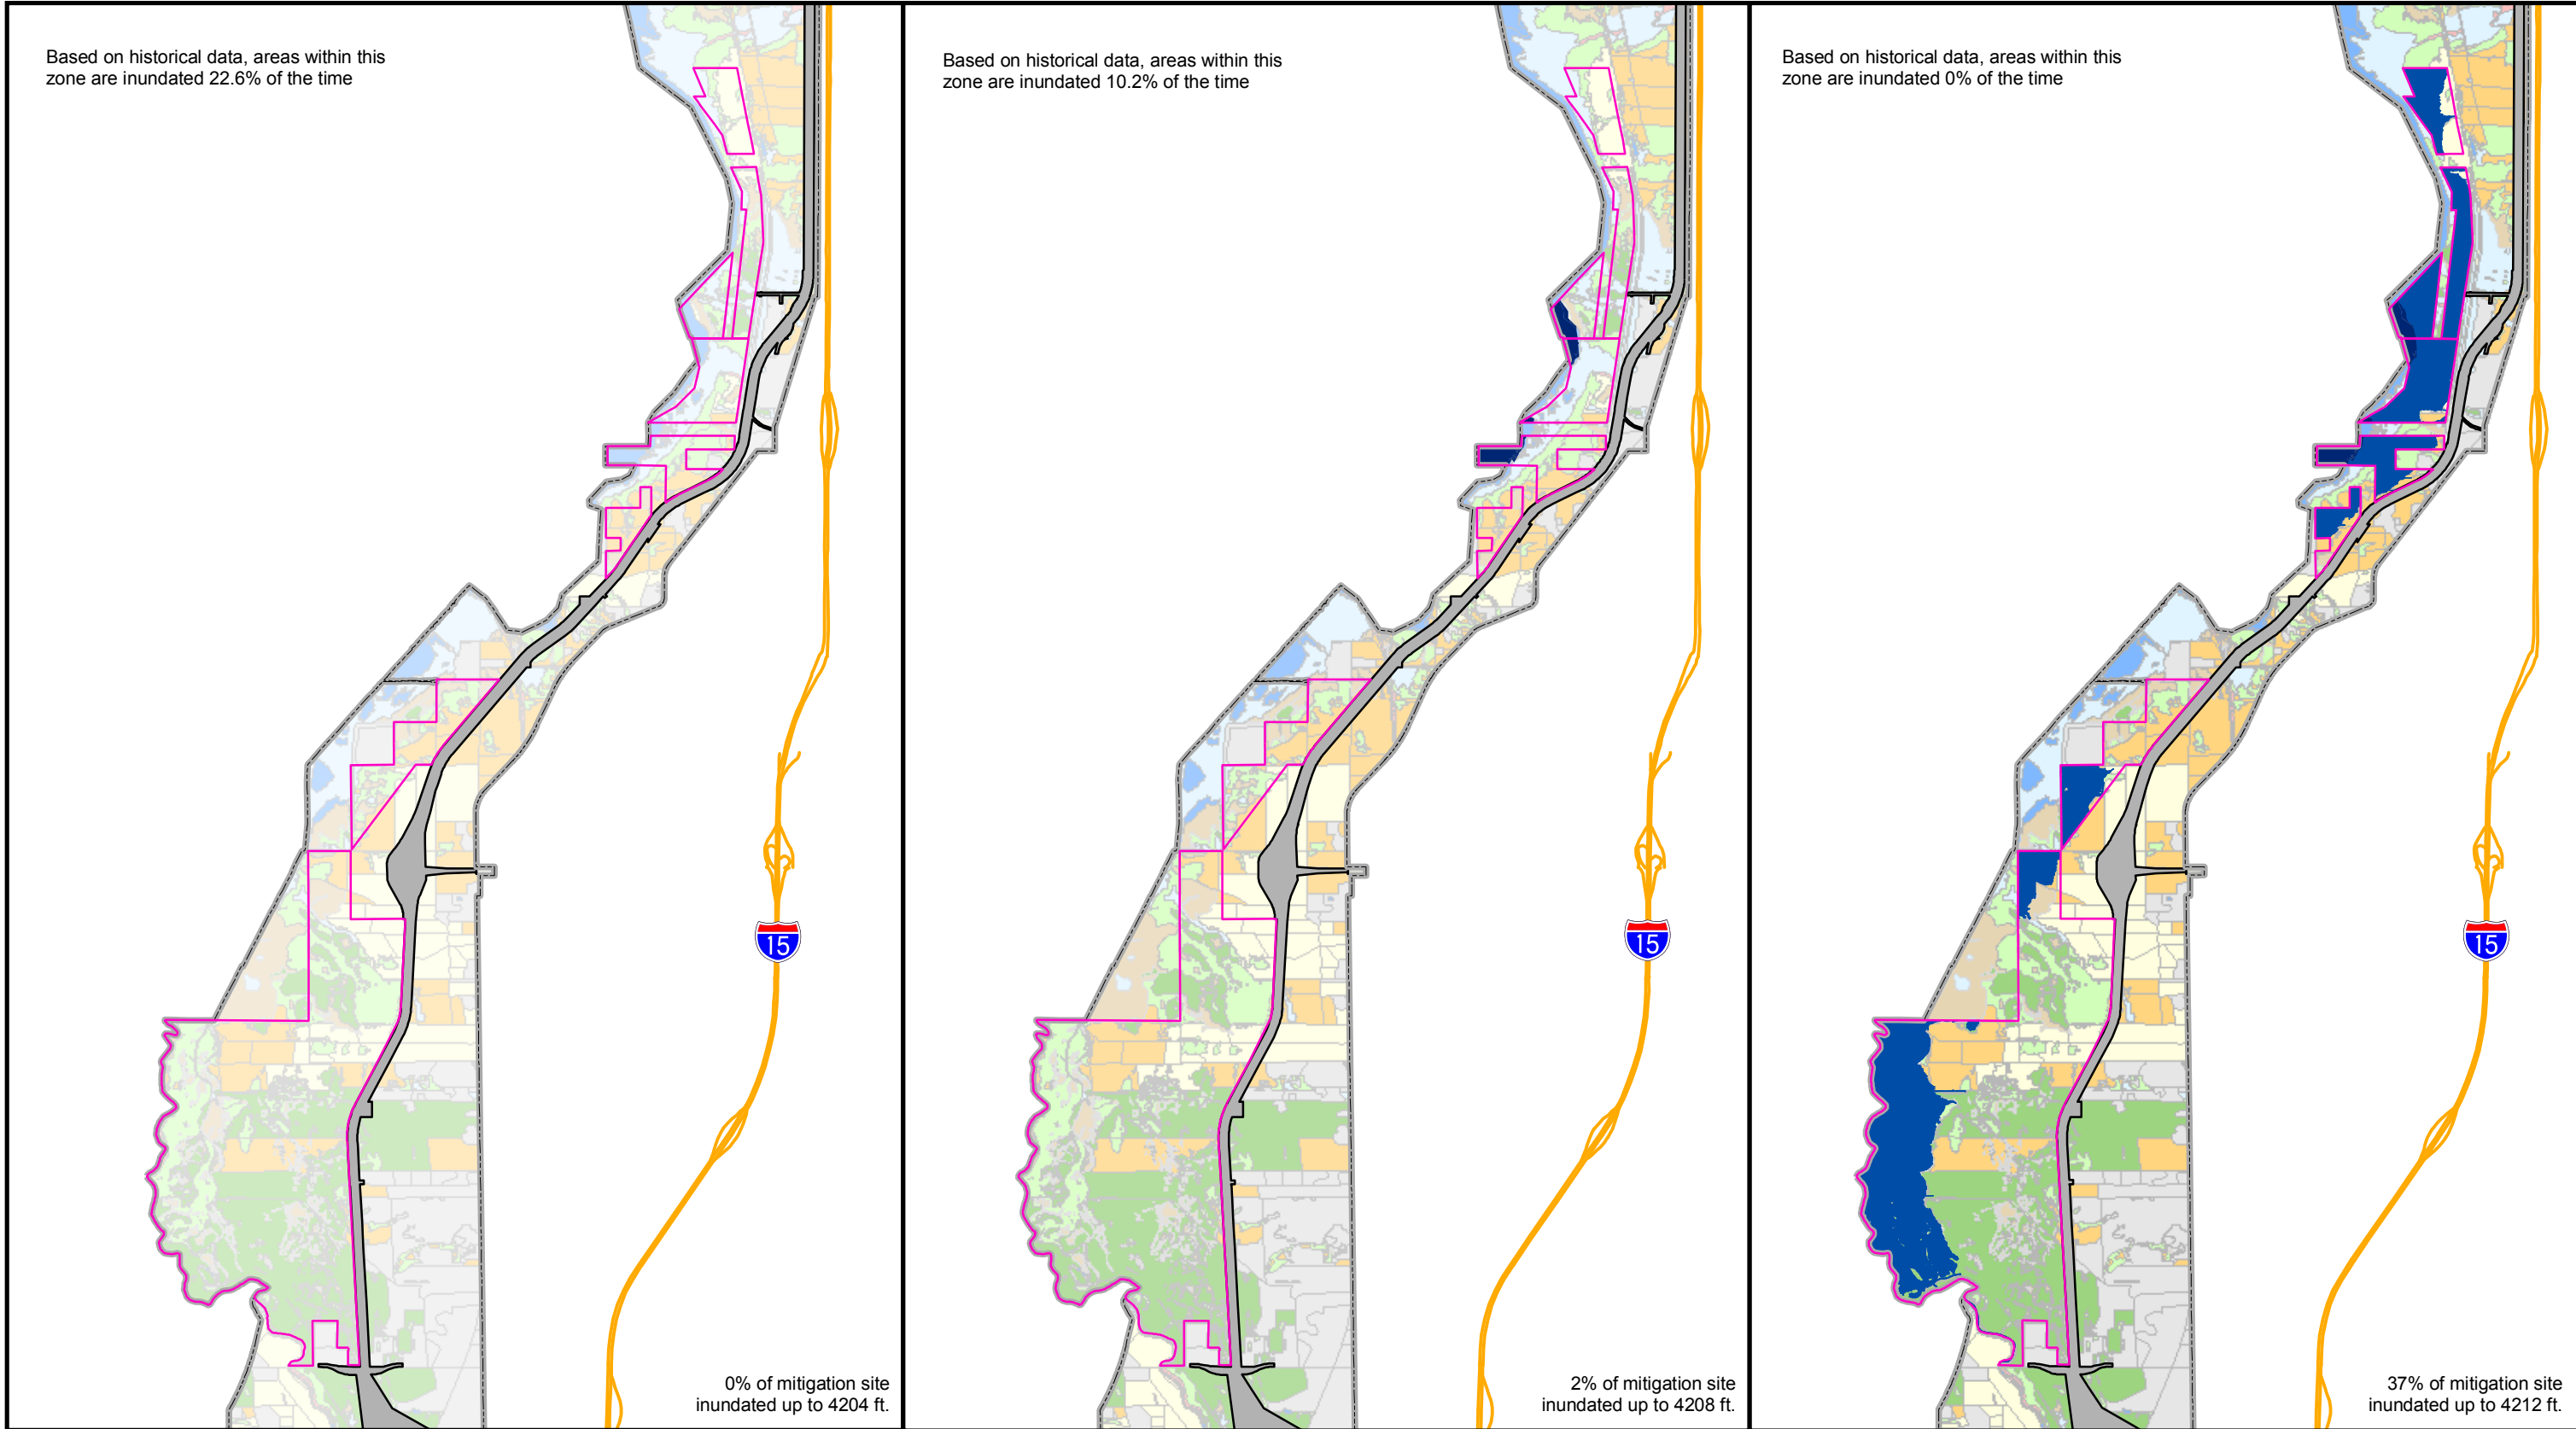 Based on historical data, areas within this
zone are inundated 22.6% of the time
15
0% of mitigation site
inundated up to 4204 ft.
Based on historical data, areas within this
zone are inundated 10.2% of the time
15
2% of mitigation site
inundated up to 4208 ft.
Based on historical data, areas within this
zone are inundated 0% of the time
15
37% of mitigation site
inundated up to 4212 ft.